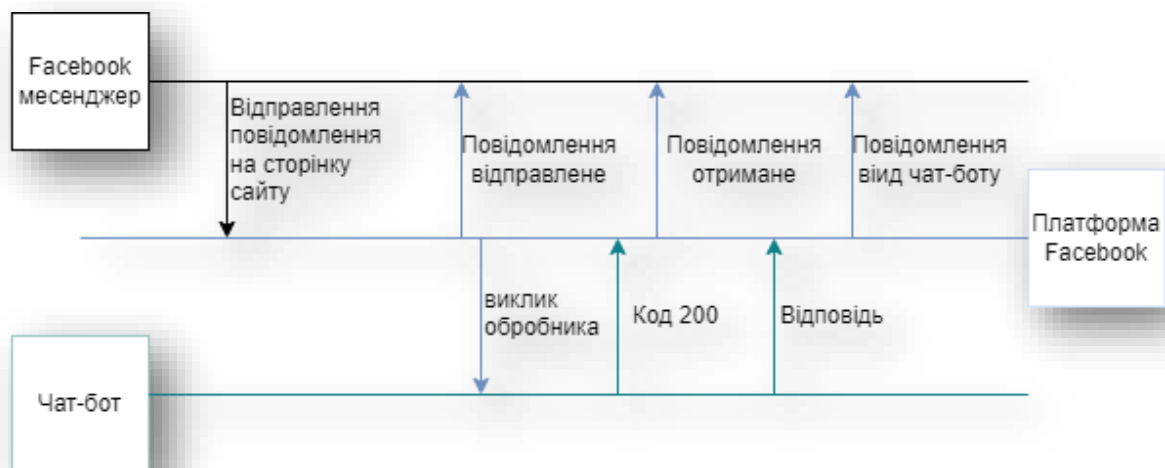 Facebook
месенджер
Відправлення
повідомлення
на сторінку
сайту
Повідомлення
відправлене
Повідомлення
отримане
Повідомлення
віид чат-боту
Платформа
Facebook
виклик
обробника
Код 200
Відповідь
Чат-бот